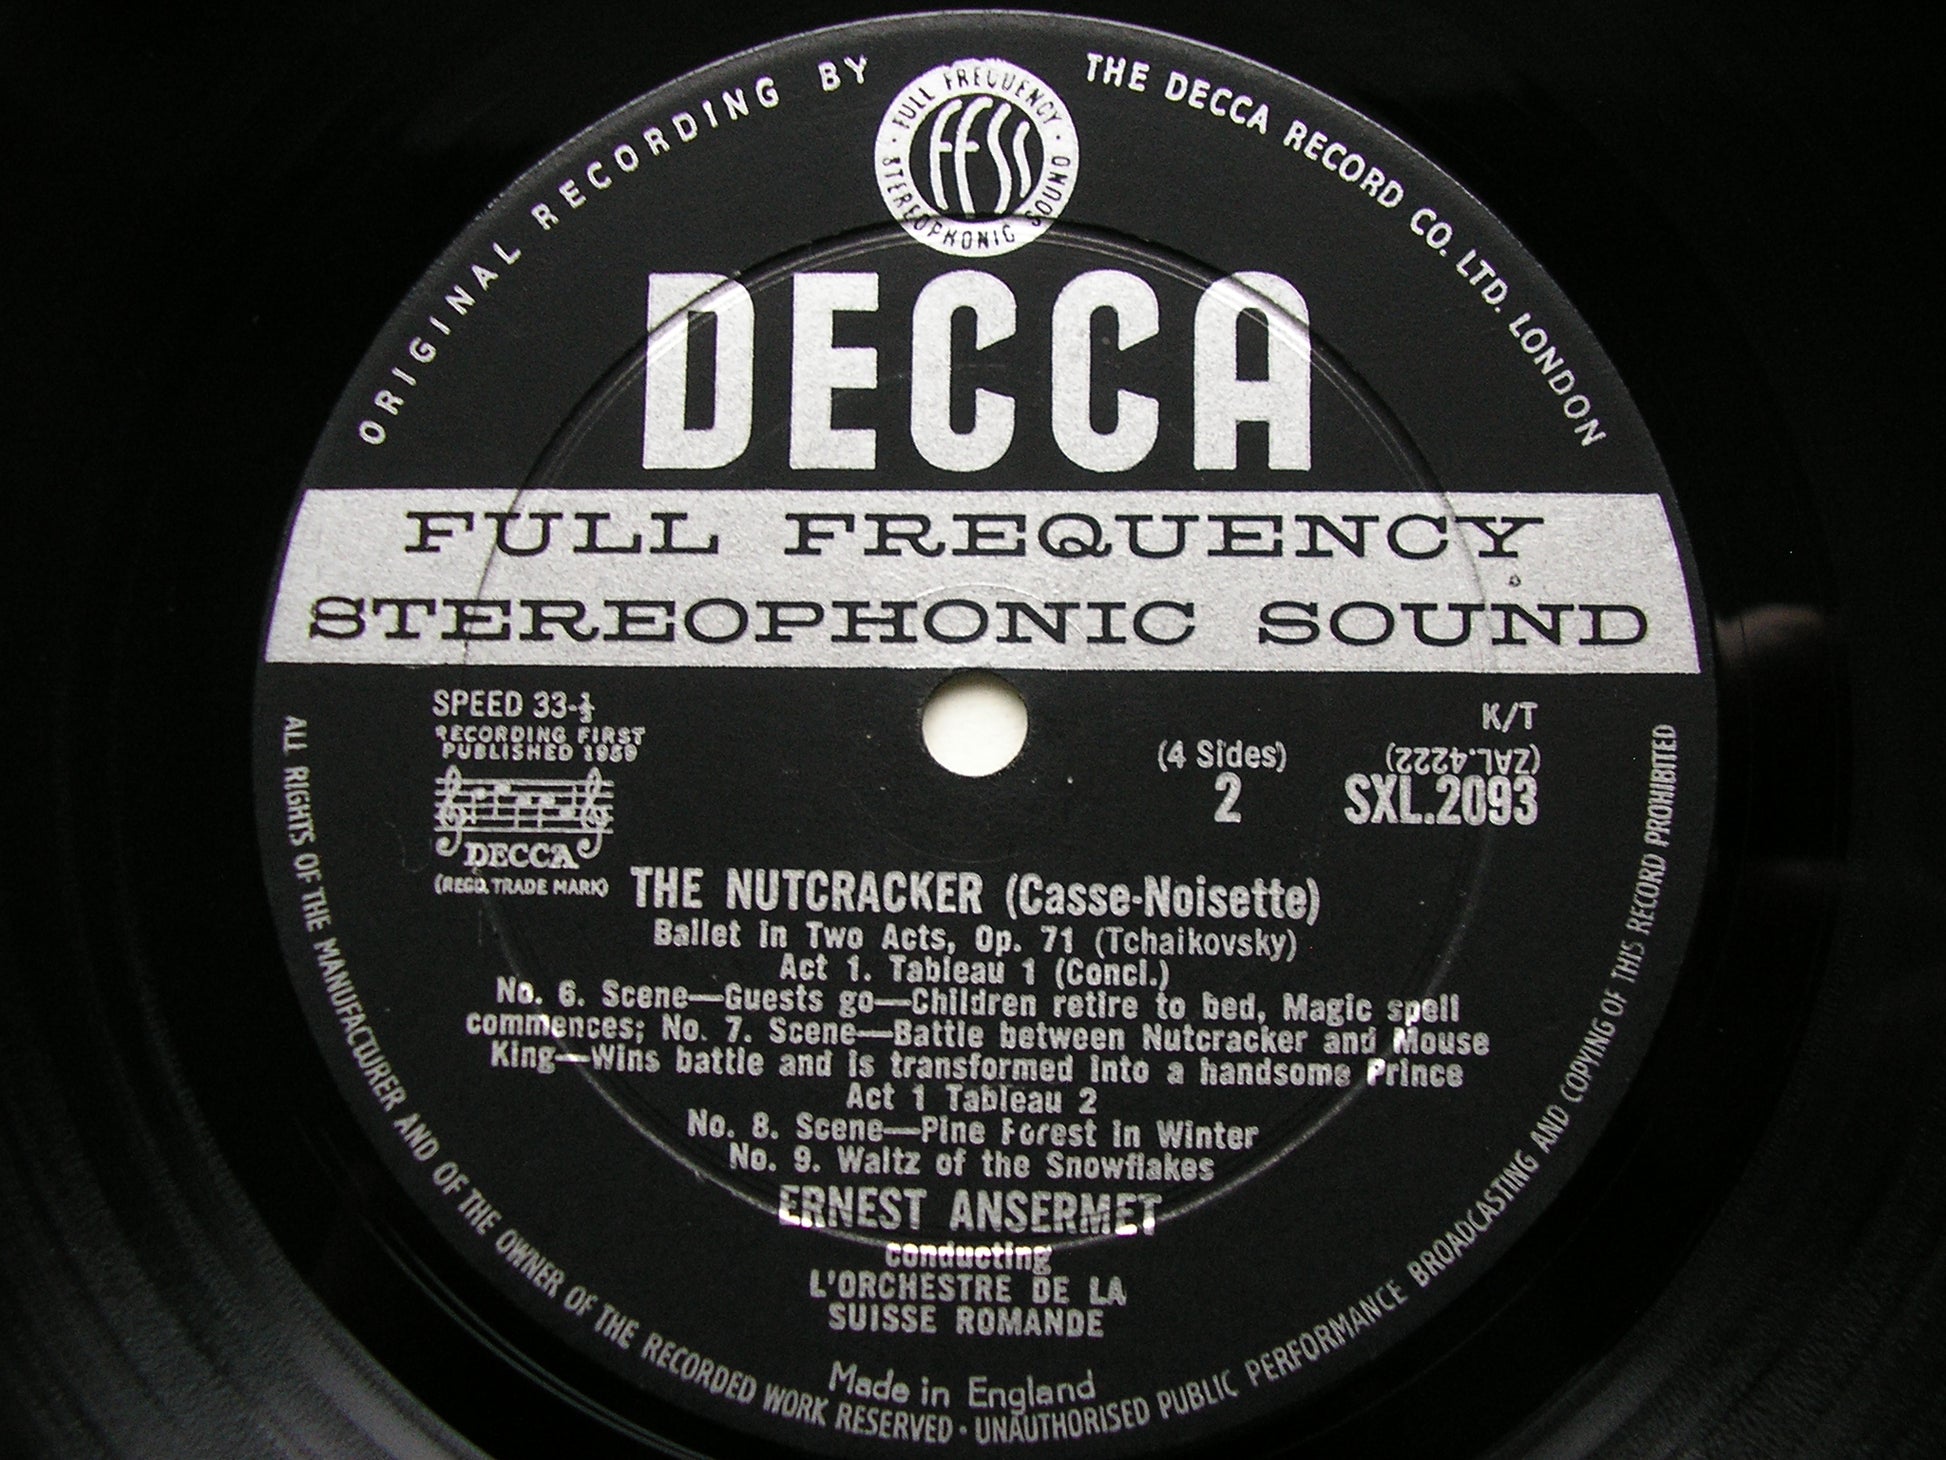 ORIGINAL RECORDING BY
THE DECCA RECORD CO. LTD. LONDON
FULL FREQUENCY
FFSS
STEREOPHONIC SOUND
DECCA
FULL FREQUENCY
STEREOPHONIC SOUND
SPEED 33-⅓
RECORDING FIRST
PUBLISHED 1959
DECCA
(REGD. TRADE MARK)
K/T
(4 Sides)
(ZAL.4222)
2
SXL.2093
THE NUTCRACKER (Casse-Noisette)
Ballet in Two Acts, Op. 71 (Tchaikovsky)
Act 1. Tableau 1 (Concl.)
No. 6. Scene—Guests go—Children retire to bed, Magic spell
commences; No. 7. Scene—Battle between Nutcracker and Mouse
King—Wins battle and is transformed into a handsome Prince
Act 1 Tableau 2
No. 8. Scene—Pine Forest in Winter
No. 9. Waltz of the Snowflakes
ERNEST ANSERMET
conducting
L'ORCHESTRE DE LA
SUISSE ROMANDE
Made in England
ALL RIGHTS OF THE MANUFACTURER AND OF THE OWNER OF THE RECORDED WORK RESERVED · UNAUTHORISED PUBLIC PERFORMANCE BROADCASTING AND COPYING OF THIS RECORD PROHIBITED